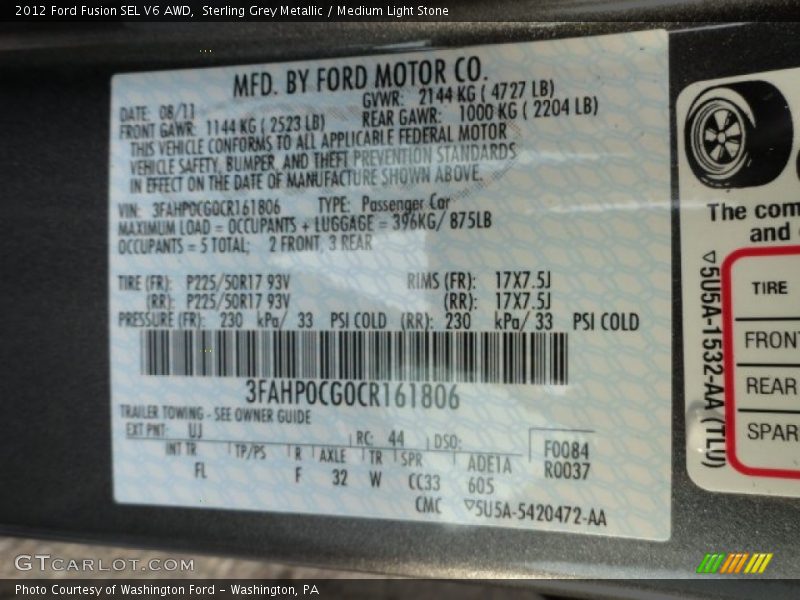 2012 Ford Fusion SEL V6 AWD,  Sterling Grey Metallic / Medium Light Stone
MFD. BY FORD MOTOR CO.
DATE: 08/11 GVWR: 2144 KG ( 4727 LB)
FRONT GAWR: 1144 KG ( 2523 LB) REAR GAWR: 1000 KG ( 2204 LB)
THIS VEHICLE CONFORMS TO ALL APPLICABLE FEDERAL MOTOR
VEHICLE SAFETY, BUMPER, AND THEFT PREVENTION STANDARDS
IN EFFECT ON THE DATE OF MANUFACTURE SHOWN ABOVE.
VIN: 3FAHP0CG0CR161806 TYPE: Passenger Car
MAXIMUM LOAD = OCCUPANTS + LUGGAGE = 396KG/ 875LB
OCCUPANTS = 5 TOTAL; 2 FRONT, 3 REAR
TIRE (FR): P225/50R17 93V RIMS (FR): 17X7.5J
(RR): P225/50R17 93V (RR): 17X7.5J
PRESSURE (FR): 230 kPa/ 33 PSI COLD (RR): 230 kPa/ 33 PSI COLD
3FAHP0CG0CR161806
TRAILER TOWING - SEE OWNER GUIDE
EXT PNT: UJ RC: 44 DSO:
INT TR TP/PS R AXLE TR SPR ADE1A F0084
FL F 32 W CC33 605 R0037
CMC ▽5U5A-5420472-AA
The com
and
▽5U5A-1532-AA (TLU)
TIRE
FRONT
REAR
SPAR
GTCARLOT.COM
Photo Courtesy of Washington Ford - Washington, PA